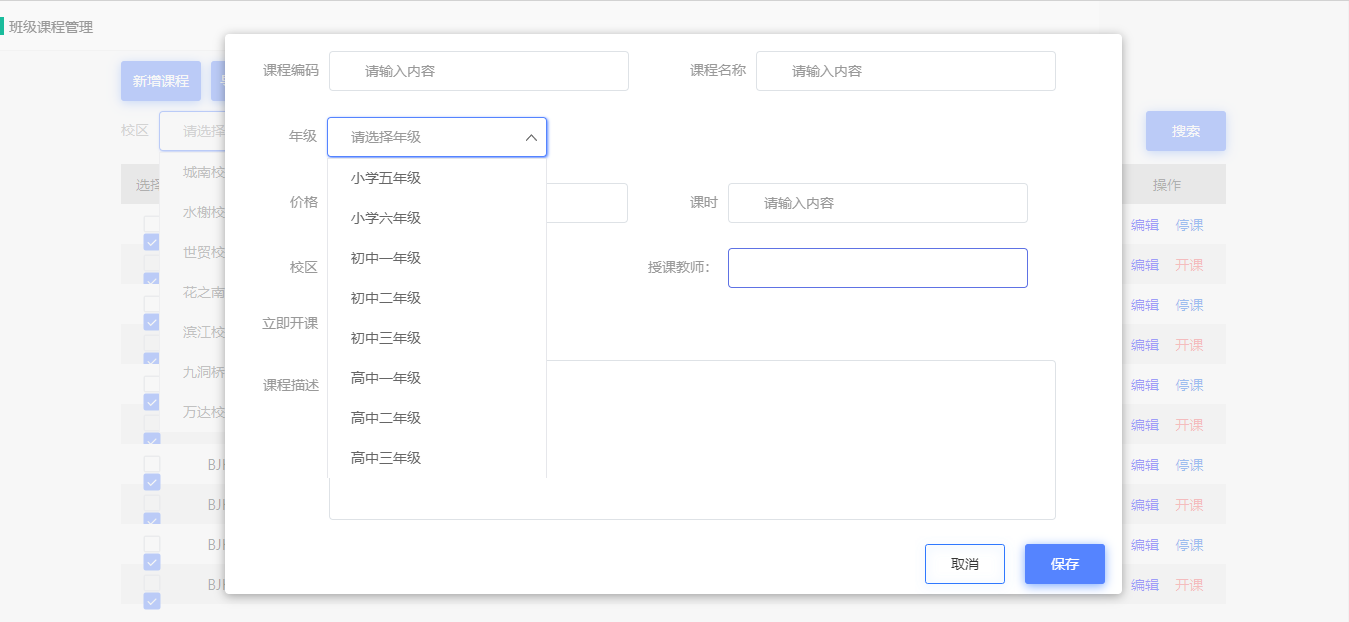 班级课程管理
课程编码 请输入内容 课程名称 请输入内容
新增课程
年级 请选择年级
校区 请选择 搜索
小学五年级
城南校
选择 操作
价格 课时 请输入内容
水榭校 小学六年级
编辑 停课
世贸校 初中一年级
校区 授课教师：
编辑 开课
花之南 初中二年级
编辑 停课
立即开课
滨江校 初中三年级
编辑 开课
九洞桥 高中一年级
课程描述
编辑 停课
万达校 高中二年级
编辑 开课
高中三年级
BJ 编辑 停课
BJ 编辑 开课
BJ 编辑 停课
取消 保存
BJ 编辑 开课